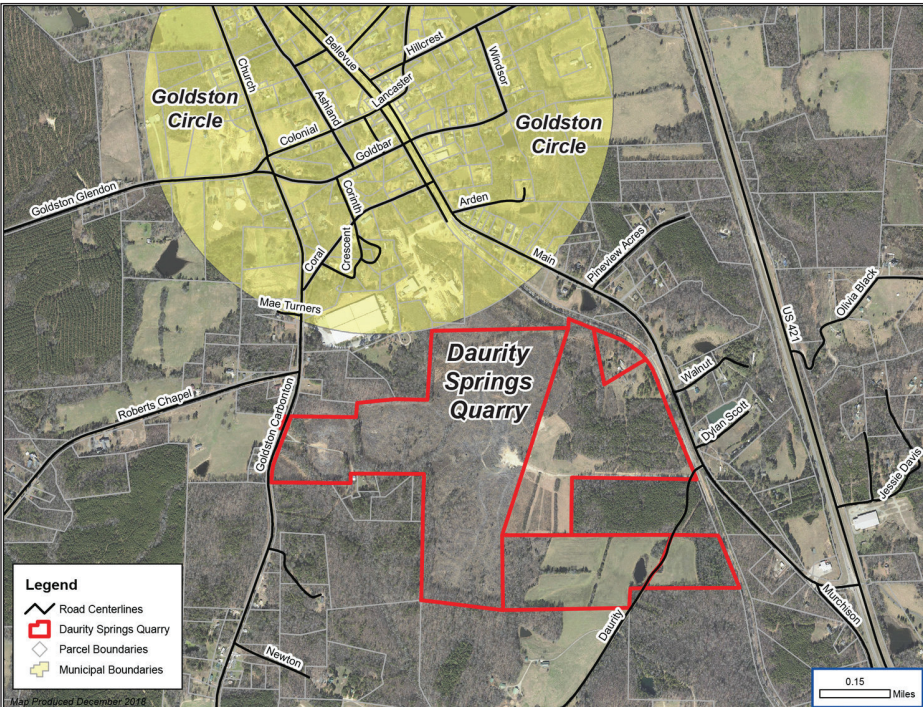 Bellevue
Hillcrest
Church
Windsor
Lancaster
Ashland
Goldston
Circle
Goldston
Circle
Colonial
Goldbar
Goldston Glendon
Corinth
Arden
Crescent
Coral
Main
Pineview Acres
Olivia Black
Mae Turners
US 421
Daurity
Springs
Quarry
Walnut
Roberts Chapel
Goldston Carbonton
Dylan Scott
Jessie Davis
Murchison
Daurity
Newton
Legend
Road Centerlines
Daurity Springs Quarry
Parcel Boundaries
Municipal Boundaries
0.15
Miles
Map Produced December 2018